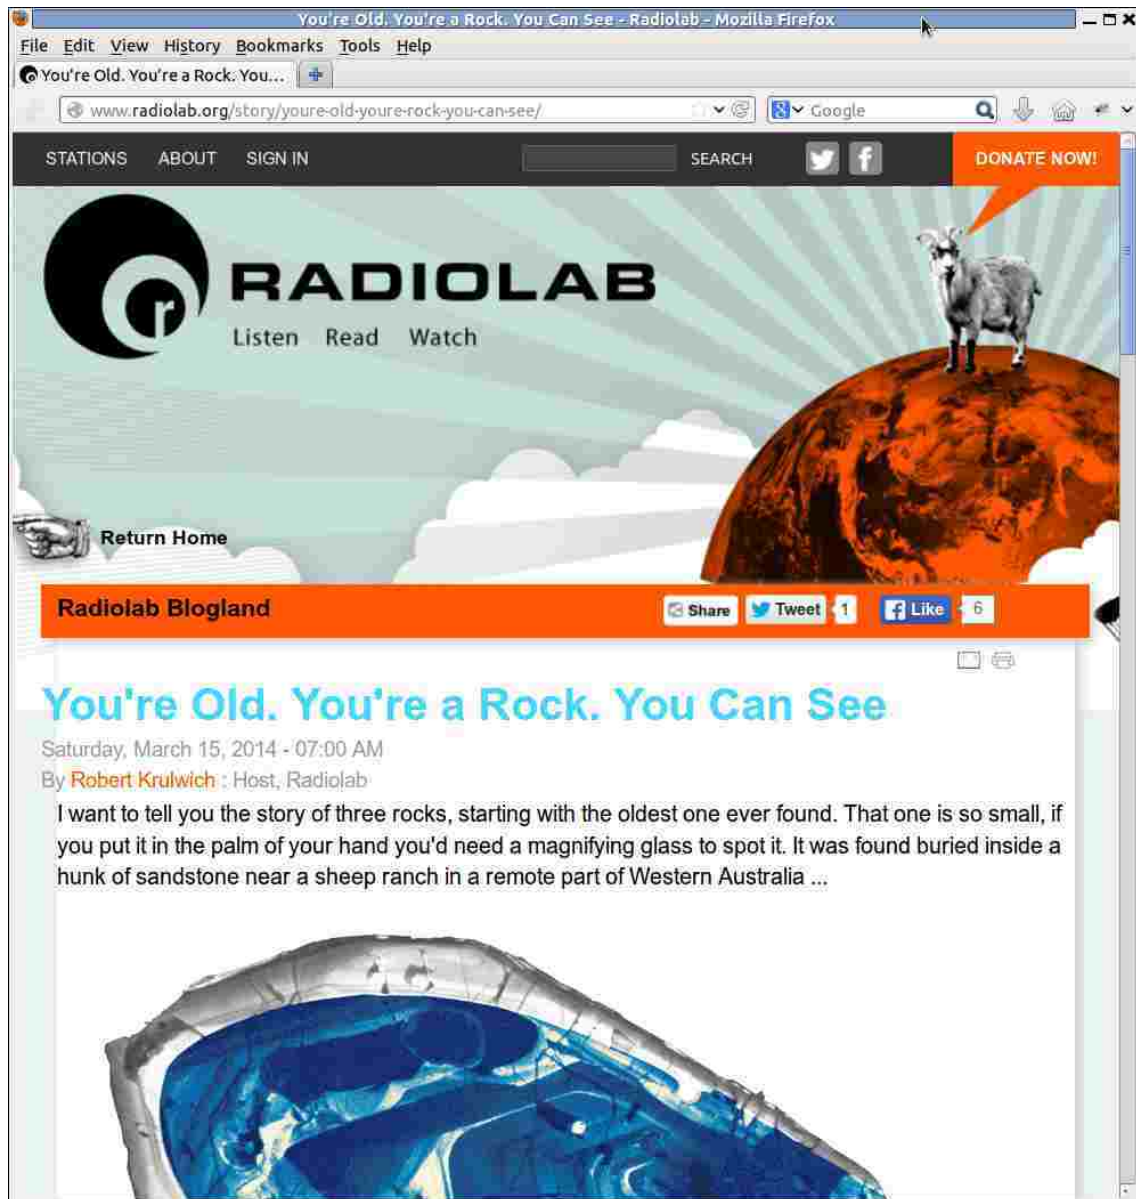 You're Old. You're a Rock. You Can See - Radiolab - Mozilla Firefox
File Edit View History Bookmarks Tools Help
You're Old. You're a Rock. You...
www.radiolab.org/story/youre-old-youre-rock-you-can-see/ Google
STATIONS ABOUT SIGN IN SEARCH DONATE NOW!
r RADIOLAB
Listen Read Watch
Return Home
Radiolab Blogland Share Tweet 1 Like 6
You're Old. You're a Rock. You Can See
Saturday, March 15, 2014 - 07:00 AM
By Robert Krulwich : Host, Radiolab
I want to tell you the story of three rocks, starting with the oldest one ever found. That one is so small, if
you put it in the palm of your hand you'd need a magnifying glass to spot it. It was found buried inside a
hunk of sandstone near a sheep ranch in a remote part of Western Australia ...